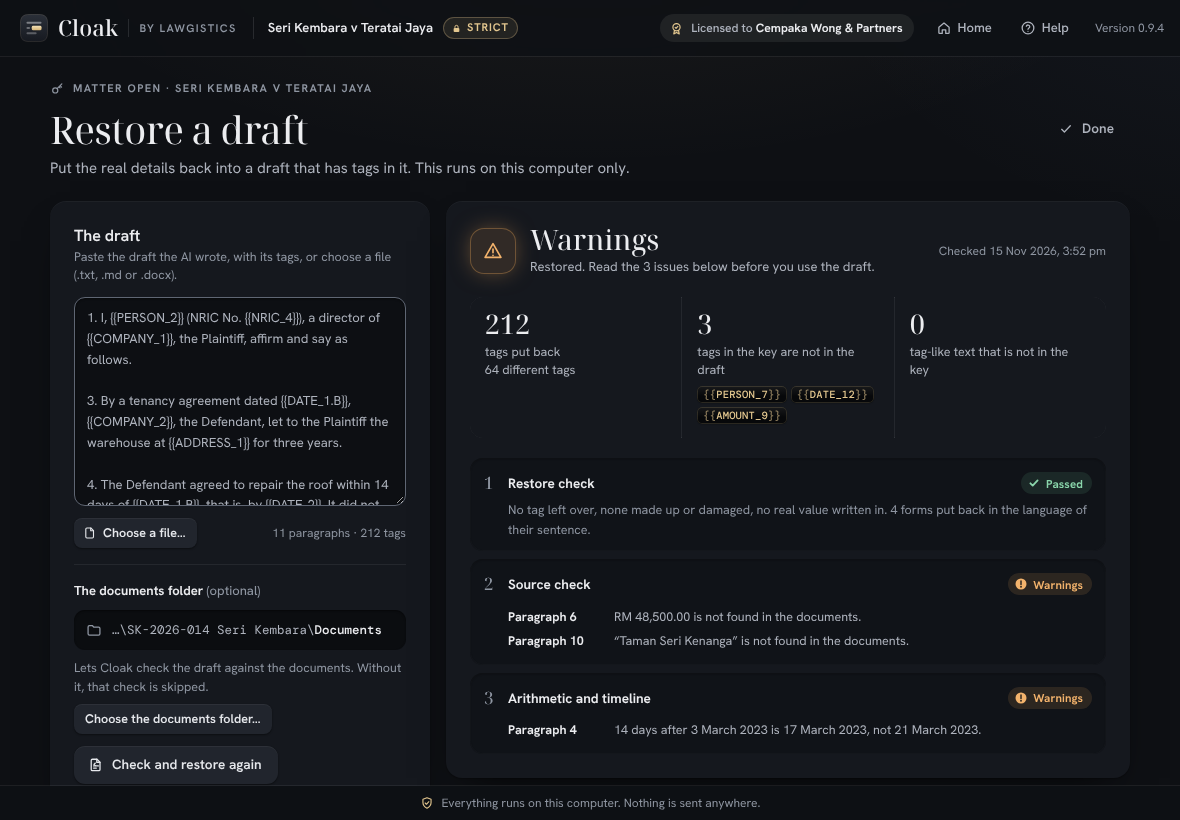 Cloak
BY LAWGISTICS
Seri Kembara v Teratai Jaya
STRICT
Licensed to Cempaka Wong & Partners
Home
Help
Version 0.9.4
MATTER OPEN · SERI KEMBARA V TERATAI JAYA
Restore a draft
Done
Put the real details back into a draft that has tags in it. This runs on this computer only.
The draft
Paste the draft the AI wrote, with its tags, or choose a file
(.txt, .md or .docx).
1. I, {{PERSON_2}} (NRIC No. {{NRIC_4}}), a director of
{{COMPANY_1}}, the Plaintiff, affirm and say as
follows.
3. By a tenancy agreement dated {{DATE_1.B}},
{{COMPANY_2}}, the Defendant, let to the Plaintiff the
warehouse at {{ADDRESS_1}} for three years.
4. The Defendant agreed to repair the roof within 14
days of {{DATE_1.B}}, that is, by {{DATE_2}}. It did not
Choose a file…
11 paragraphs · 212 tags
The documents folder (optional)
…\SK-2026-014 Seri Kembara\Documents
Lets Cloak check the draft against the documents. Without
it, that check is skipped.
Choose the documents folder…
Check and restore again
Warnings
Restored. Read the 3 issues below before you use the draft.
Checked 15 Nov 2026, 3:52 pm
212
tags put back
64 different tags
3
tags in the key are not in the
draft
{{PERSON_7}} {{DATE_12}}
{{AMOUNT_9}}
0
tag-like text that is not in the
key
1 Restore check
Passed
No tag left over, none made up or damaged, no real value written in. 4 forms put back in the language of
their sentence.
2 Source check
Warnings
Paragraph 6 RM 48,500.00 is not found in the documents.
Paragraph 10 “Taman Seri Kenanga” is not found in the documents.
3 Arithmetic and timeline
Warnings
Paragraph 4 14 days after 3 March 2023 is 17 March 2023, not 21 March 2023.
Everything runs on this computer. Nothing is sent anywhere.